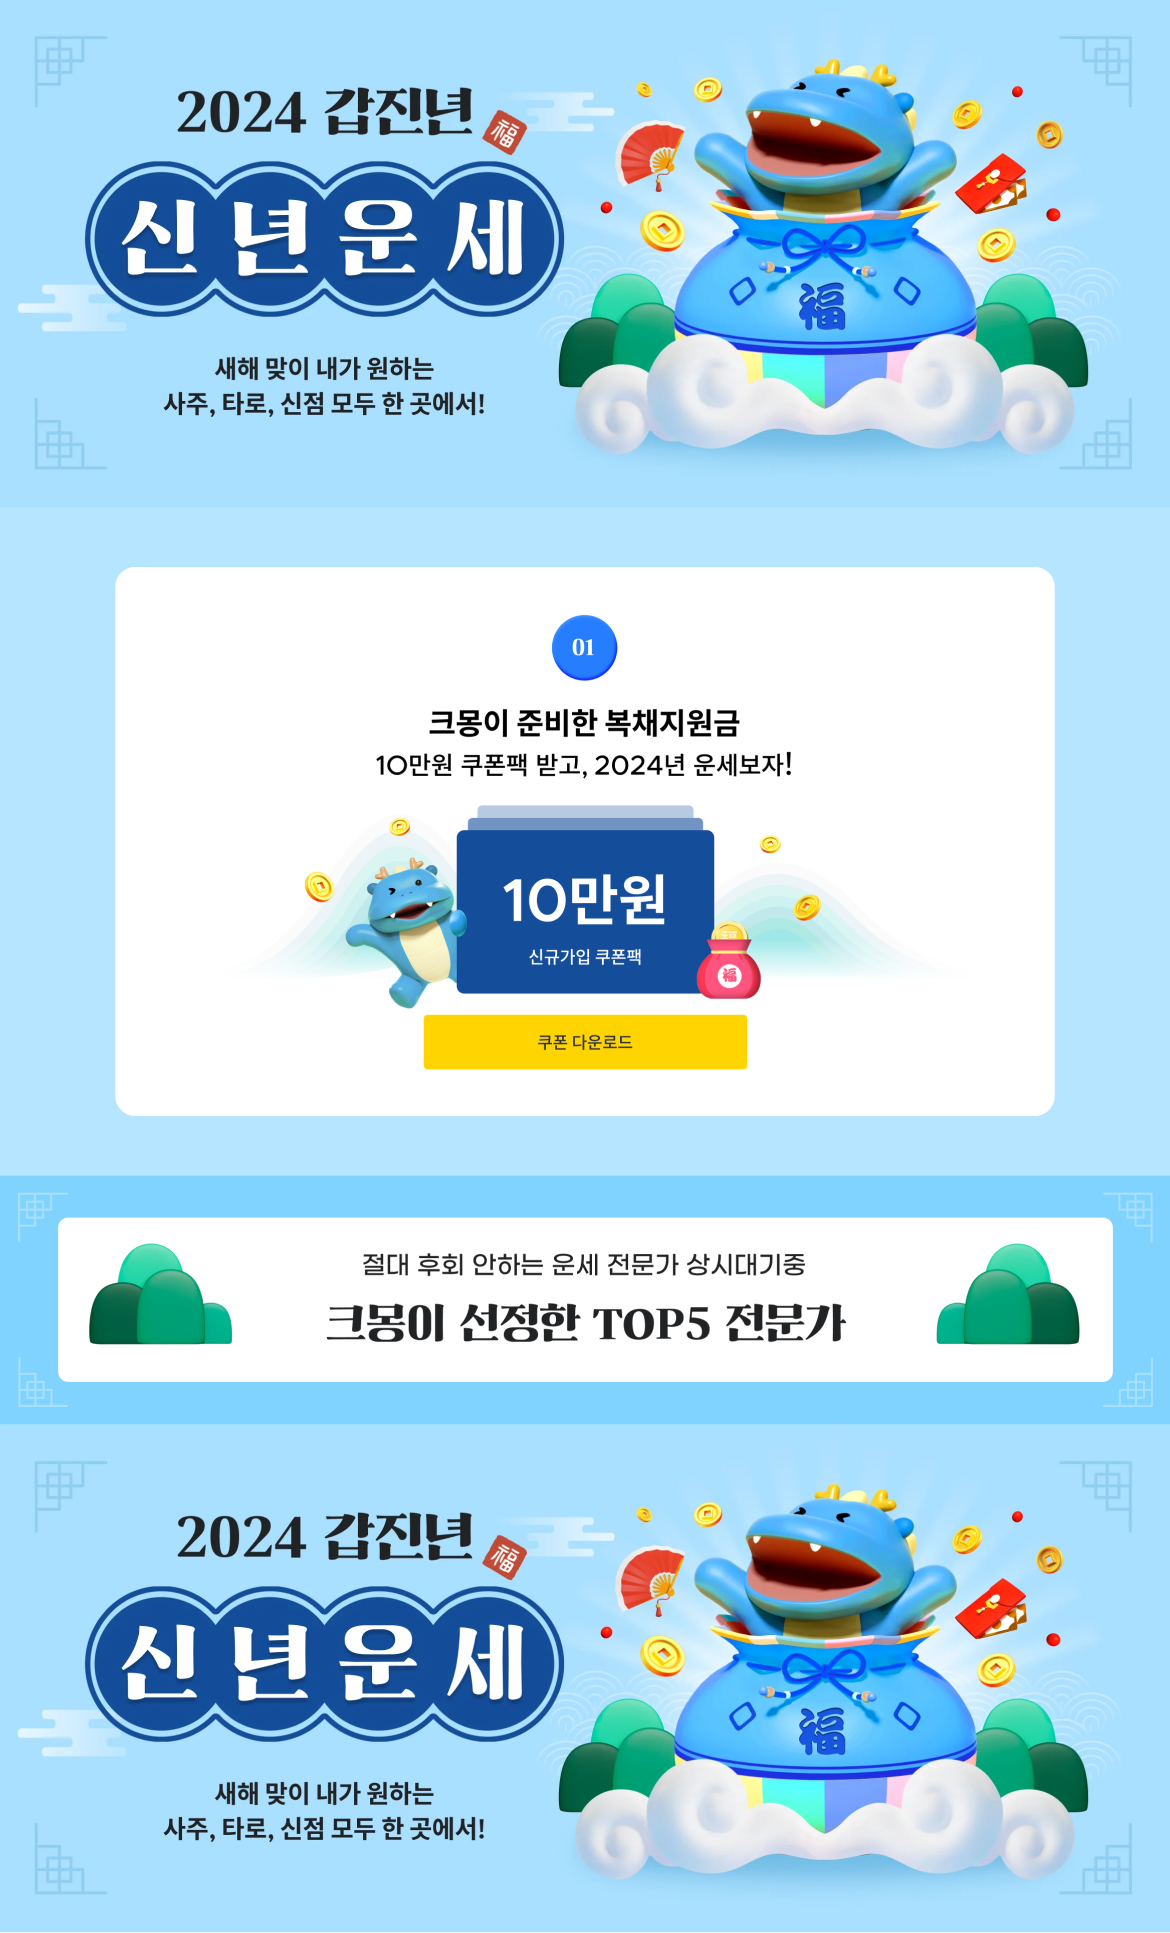 2024 갑진년
福
신년운세
福
새해 맞이 내가 원하는
사주, 타로, 신점 모두 한 곳에서!
01
크몽이 준비한 복채지원금
10만원 쿠폰팩 받고, 2024년 운세보자!
10만원
신규가입 쿠폰팩
福
쿠폰 다운로드
절대 후회 안하는 운세 전문가 상시대기중
크몽이 선정한 TOP5 전문가
2024 갑진년
福
신년운세
福
새해 맞이 내가 원하는
사주, 타로, 신점 모두 한 곳에서!